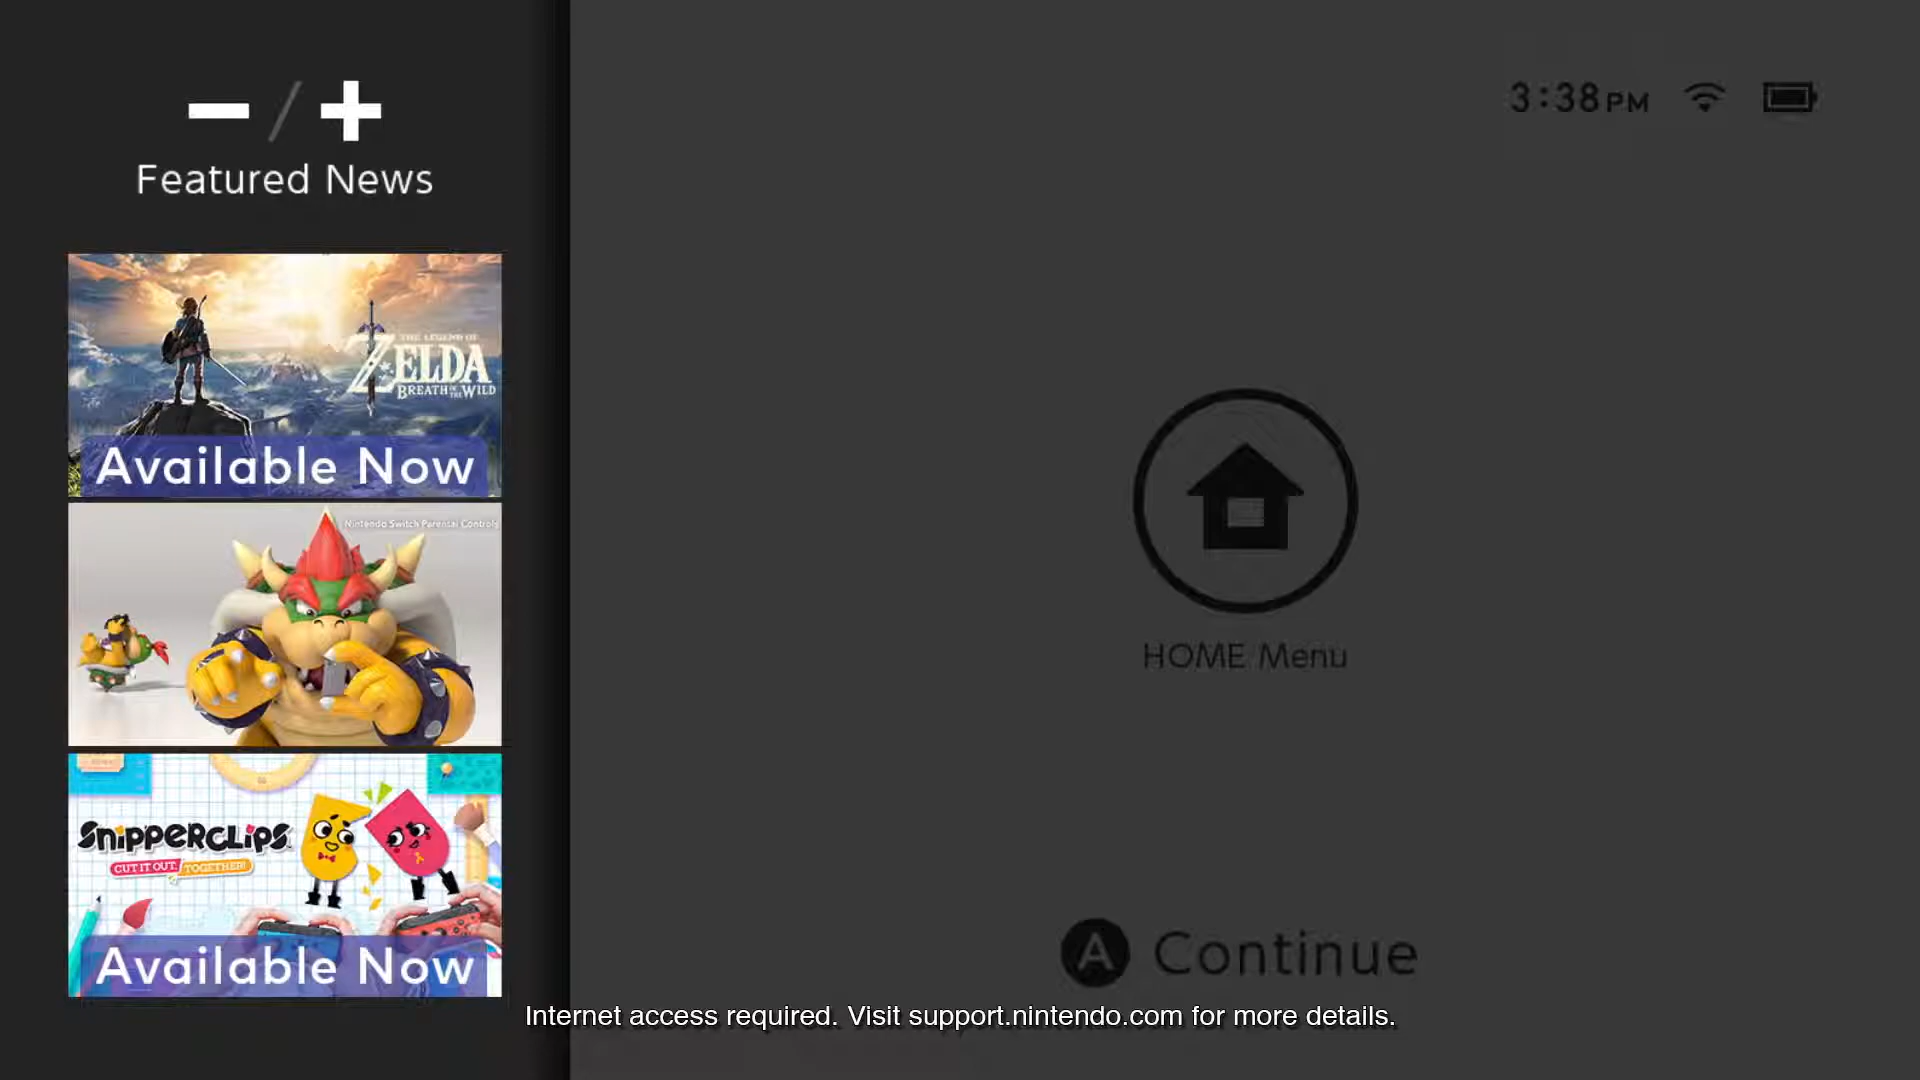 Featured News
3:38 PM
THE LEGEND OF
ZELDA
BREATH OF THE WILD
Available Now
Nintendo Switch Parental Controls
HOME Menu
SNIPPERCLIPS
CUT IT OUT, TOGETHER!
Available Now
A Continue
Internet access required. Visit support.nintendo.com for more details.